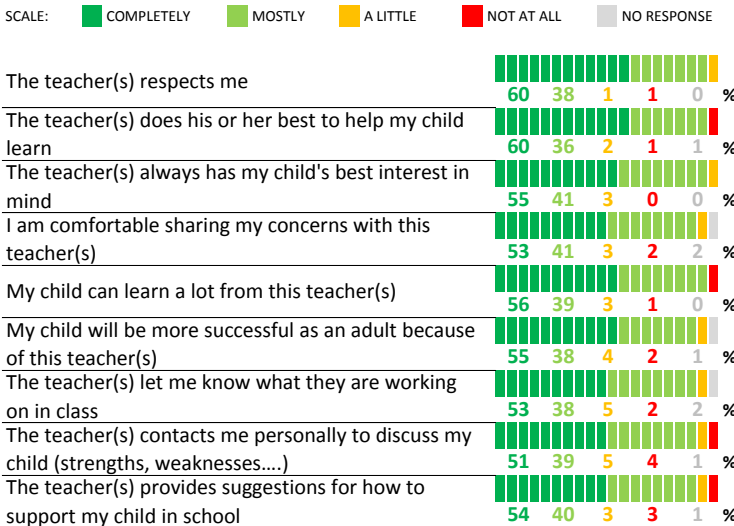 SCALE: COMPLETELY MOSTLY A LITTLE NOT AT ALL NO RESPONSE
The teacher(s) respects me
60 38 1 1 0 %
The teacher(s) does his or her best to help my child
learn
60 36 2 1 1 %
The teacher(s) always has my child's best interest in
mind
55 41 3 0 0 %
I am comfortable sharing my concerns with this
teacher(s)
53 41 3 2 2 %
My child can learn a lot from this teacher(s)
56 39 3 1 0 %
My child will be more successful as an adult because
of this teacher(s)
55 38 4 2 1 %
The teacher(s) let me know what they are working
on in class
53 38 5 2 2 %
The teacher(s) contacts me personally to discuss my
child (strengths, weaknesses....)
51 39 5 4 1 %
The teacher(s) provides suggestions for how to
support my child in school
54 40 3 3 1 %